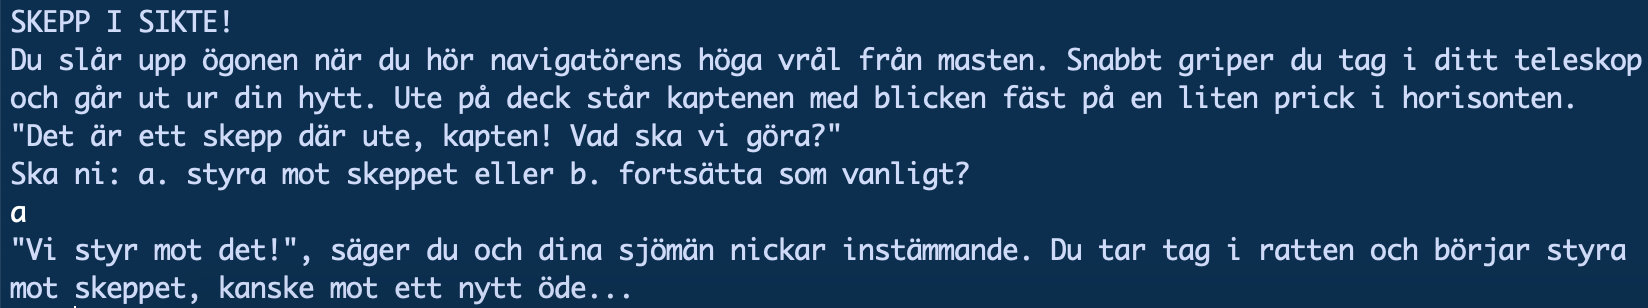 SKEPP I SIKTE!
Du slår upp ögonen när du hör navigatörens höga vrål från masten. Snabbt griper du tag i ditt teleskop
och går ut ur din hytt. Ute på deck står kaptenen med blicken fäst på en liten prick i horisonten.
"Det är ett skepp där ute, kapten! Vad ska vi göra?"
Ska ni: a. styra mot skeppet eller b. fortsätta som vanligt?
a
"Vi styr mot det!", säger du och dina sjömän nickar instämmande. Du tar tag i ratten och börjar styra
mot skeppet, kanske mot ett nytt öde...